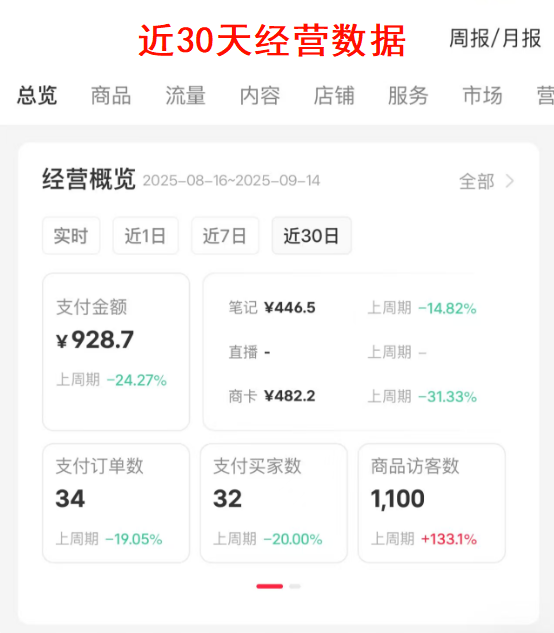 近30天经营数据 周报/月报
总览 商品 流量 内容 店铺 服务 市场 营
经营概览 2025-08-16~2025-09-14 全部
实时 近1日 近7日 近30日
支付金额
¥928.7
上周期 -24.27%
笔记 ¥446.5 上周期 -14.82%
直播 - 上周期 -
商卡 ¥482.2 上周期 -31.33%
支付订单数
34
上周期 -19.05%
支付买家数
32
上周期 -20.00%
商品访客数
1,100
上周期 +133.1%